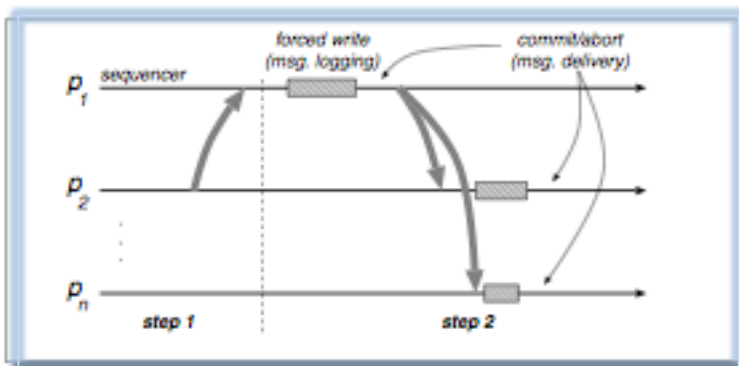 forced write
(msg. logging)
commit/abort
(msg. delivery)
sequencer
p1
p2
pn
step 1
step 2